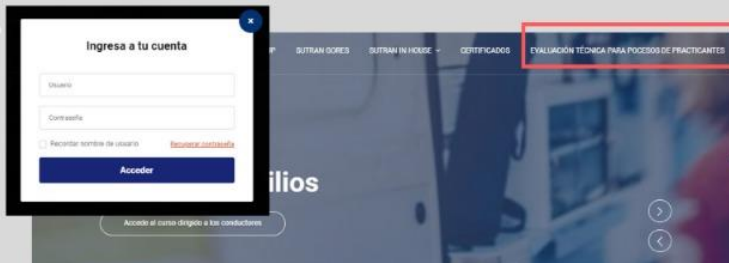 ×
Ingresa a tu cuenta
Usuario
Contraseña
Recordar nombre de usuario Recuperar contraseña
Acceder
SUTRAN GORES SUTRAN IN HOUSE CERTIFICADOS EVALUACIÓN TÉCNICA PARA POCESOS DE PRACTICANTES
ilios
Accede al curso dirigido a los conductores